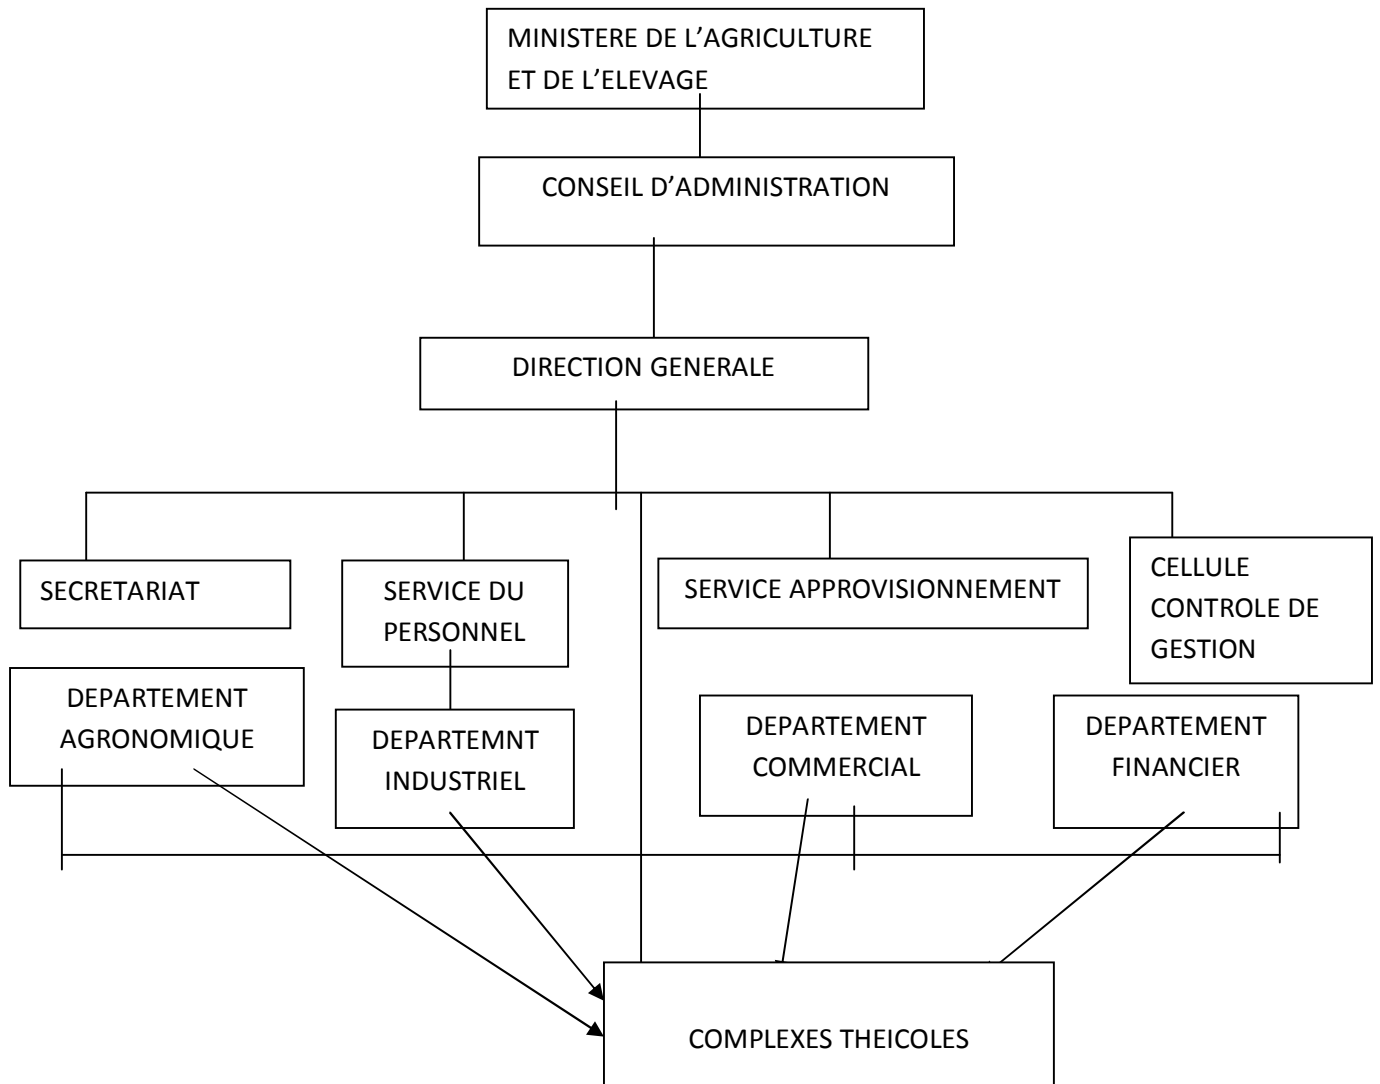 MINISTERE DE L’AGRICULTURE
ET DE L’ELEVAGE
CONSEIL D’ADMINISTRATION
DIRECTION GENERALE
SECRETARIAT
SERVICE DU
PERSONNEL
SERVICE APPROVISIONNEMENT
CELLULE
CONTROLE DE
GESTION
DEPARTEMENT
AGRONOMIQUE
DEPARTEMNT
INDUSTRIEL
DEPARTEMENT
COMMERCIAL
DEPARTEMENT
FINANCIER
COMPLEXES THEICOLES